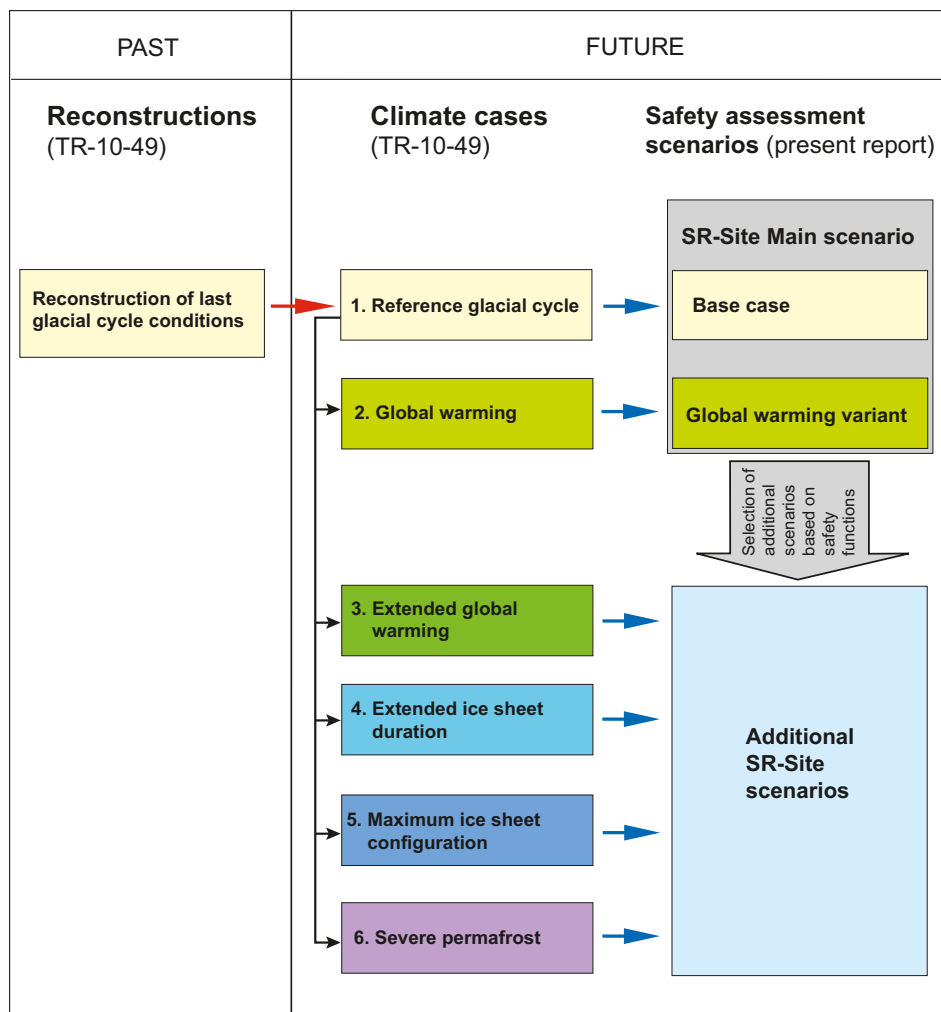 PAST
FUTURE
Reconstructions
(TR-10-49)
Climate cases
(TR-10-49)
Safety assessment
scenarios (present report)
SR-Site Main scenario
Reconstruction of last
glacial cycle conditions
1. Reference glacial cycle
Base case
2. Global warming
Global warming variant
Selection of
additional
scenarios
based on
safety
functions
3. Extended global
warming
4. Extended ice sheet
duration
Additional
SR-Site
scenarios
5. Maximum ice sheet
configuration
6. Severe permafrost